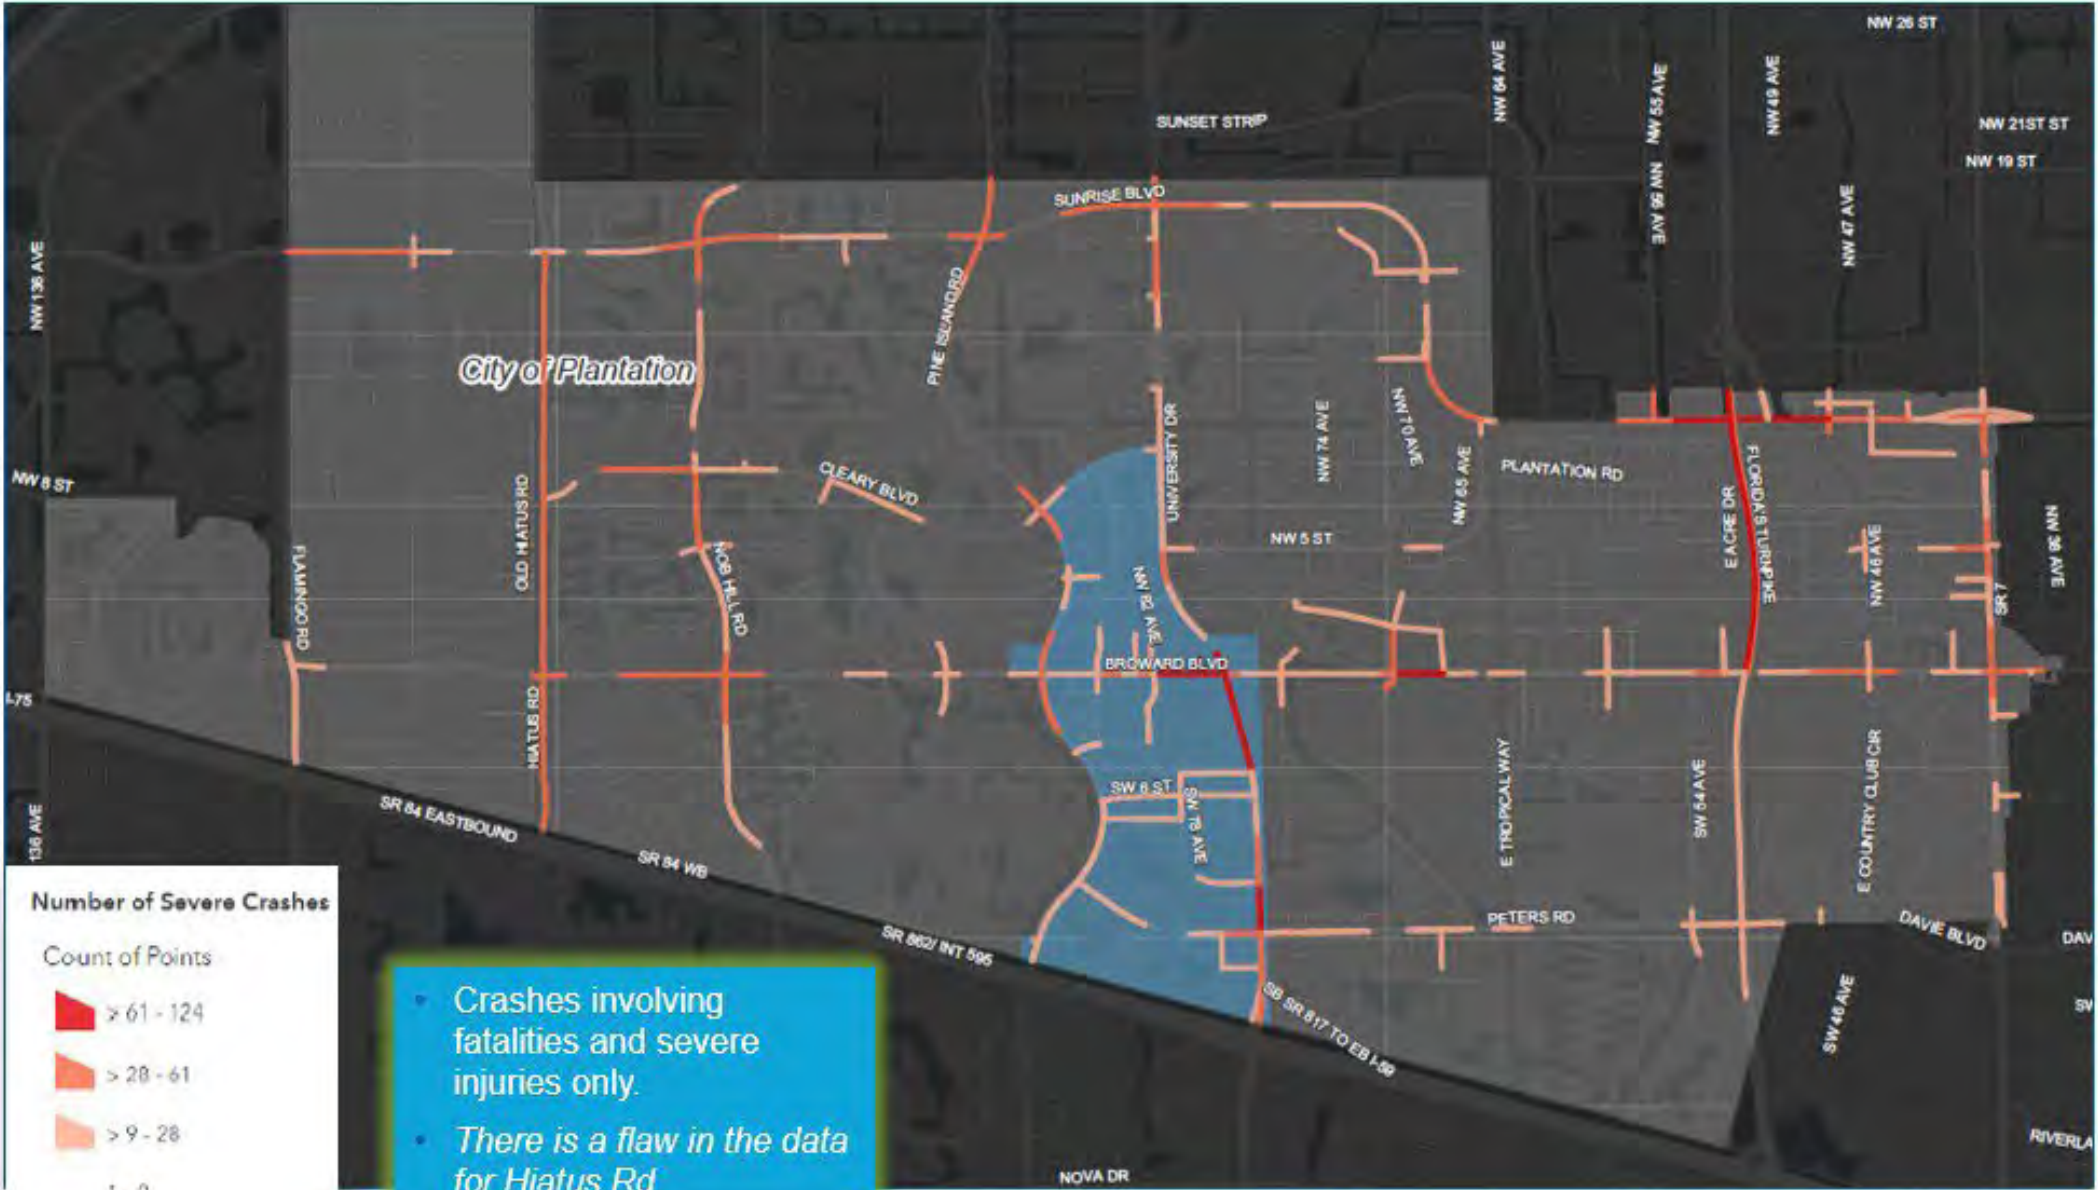 NW 26 ST
NW 64 AVE
NW 55 AVE
NW 49 AVE
SUNSET STRIP
NW 21ST ST
NW 19 ST
NW 56 AVE
NW 47 AVE
SUNRISE BLVD
NW 136 AVE
PINE ISLAND RD
City of Plantation
UNIVERSITY DR
NW 74 AVE
NW 70 AVE
NW 65 AVE
PLANTATION RD
CLEARY BLVD
NW 8 ST
OLD HIATUS RD
E ACRE DR
FLORIDA'S TURNPIKE
NW 46 AVE
NW 38 AVE
NW 5 ST
FLAMINGO RD
NOB HILL RD
NW 82 AVE
SR 7
BROWARD BLVD
I-75
HIATUS RD
SW 6 ST
SW 78 AVE
E TROPICAL WAY
SW 54 AVE
E COUNTRY CLUB CIR
136 AVE
SR 84 EASTBOUND
SR 84 WB
PETERS RD
DAVIE BLVD
DAV
SR 862/ INT 595
SB SR 817 TO EB I-59
SW 46 AVE
SW
RIVERLA
NOVA DR
Number of Severe Crashes
Count of Points
> 61 - 124
> 28 - 61
> 9 - 28
• Crashes involving
fatalities and severe
injuries only.
• There is a flaw in the data
for Hiatus Rd